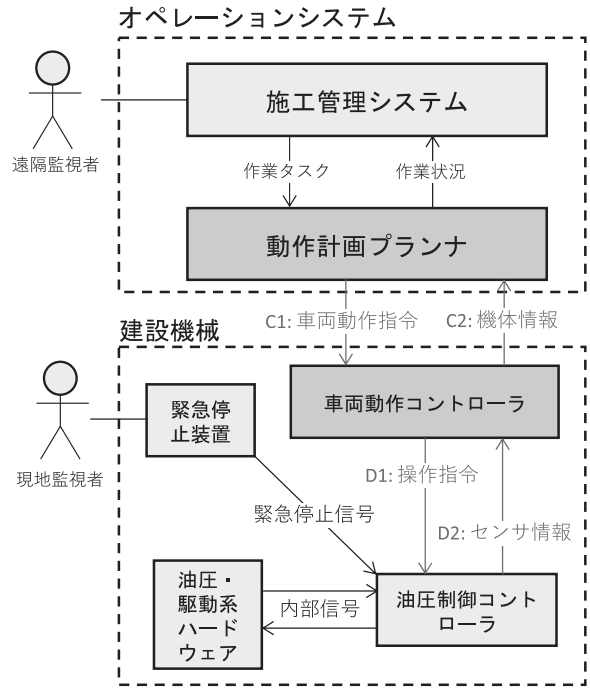 オペレーションシステム
施工管理システム
遠隔監視者
作業タスク
作業状況
動作計画プランナ
C1: 車両動作指令
C2: 機体情報
建設機械
車両動作コントローラ
緊急停
止装置
現地監視者
D1: 操作指令
緊急停止信号
D2: センサ情報
油圧・
駆動系
ハード
ウェア
内部信号
油圧制御コント
ローラ